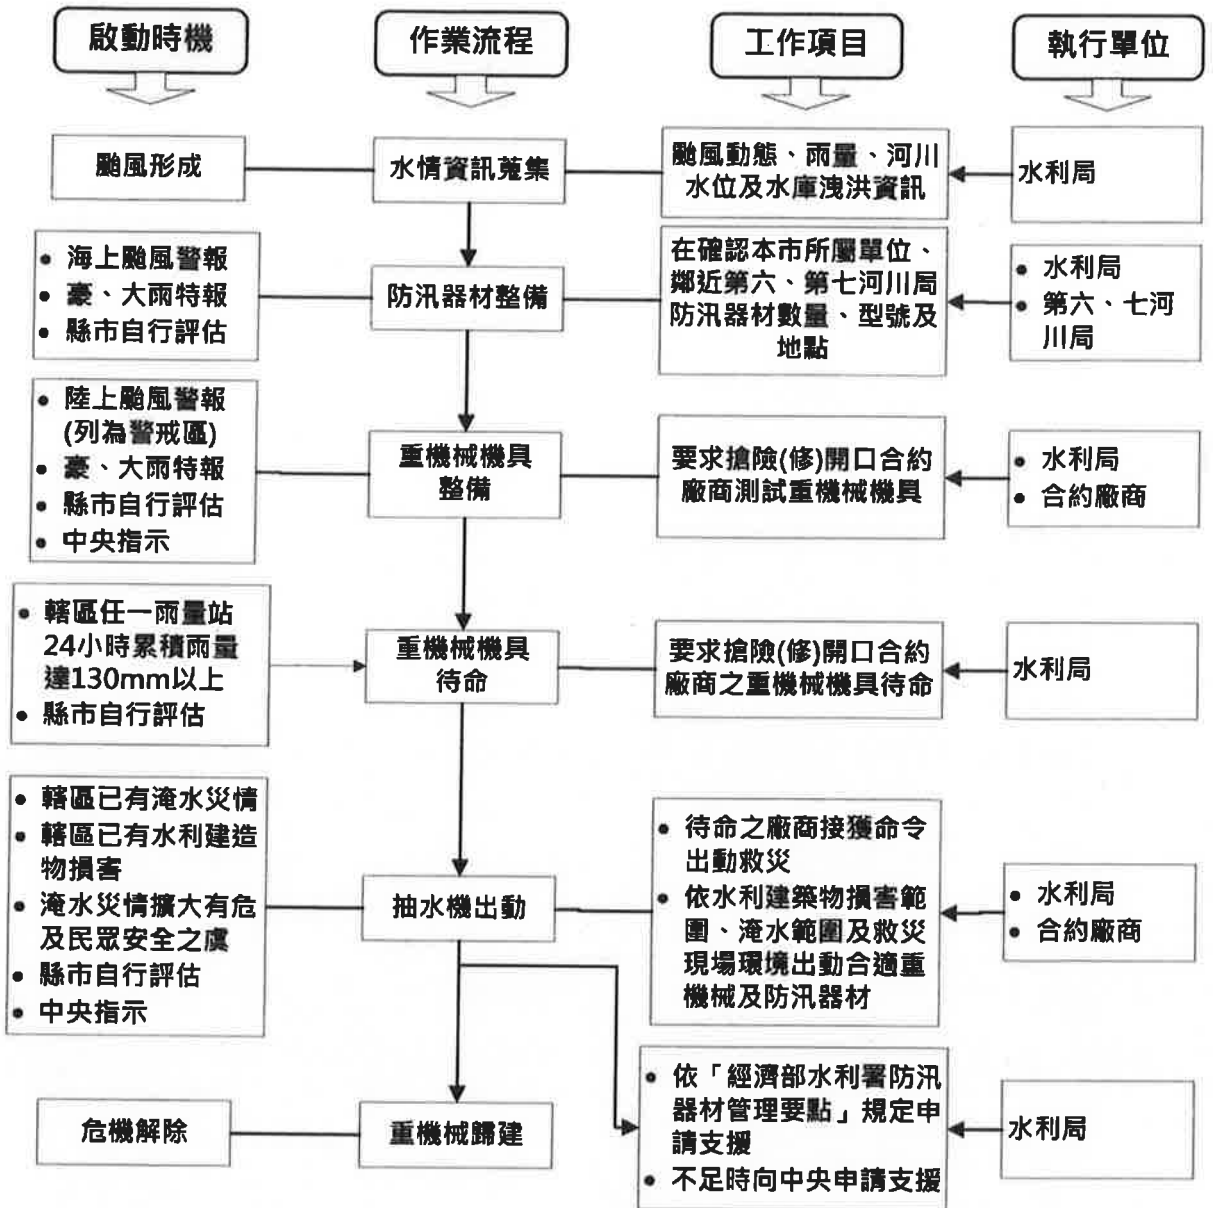 啟動時機
作業流程
工作項目
執行單位
颱風形成
水情資訊蒐集
颱風動態、雨量、河川
水位及水庫洩洪資訊
水利局
• 海上颱風警報
• 豪、大雨特報
• 縣市自行評估
防汛器材整備
在確認本市所屬單位、
鄰近第六、第七河川局
防汛器材數量、型號及
地點
• 水利局
• 第六、七河
川局
• 陸上颱風警報
(列為警戒區)
• 豪、大雨特報
• 縣市自行評估
• 中央指示
重機械機具
整備
要求搶險(修)開口合約
廠商測試重機械機具
• 水利局
• 合約廠商
• 轄區任一雨量站
24小時累積雨量
達130mm以上
• 縣市自行評估
重機械機具
待命
要求搶險(修)開口合約
廠商之重機械機具待命
水利局
• 轄區已有淹水災情
• 轄區已有水利建造
物損害
• 淹水災情擴大有危
及民眾安全之虞
• 縣市自行評估
• 中央指示
抽水機出動
• 待命之廠商接獲命令
出動救災
• 依水利建築物損害範
圍、淹水範圍及救災
現場環境出動合適重
機械及防汛器材
• 水利局
• 合約廠商
危機解除
重機械歸建
• 依「經濟部水利署防汛
器材管理要點」規定申
請支援
• 不足時向中央申請支援
水利局